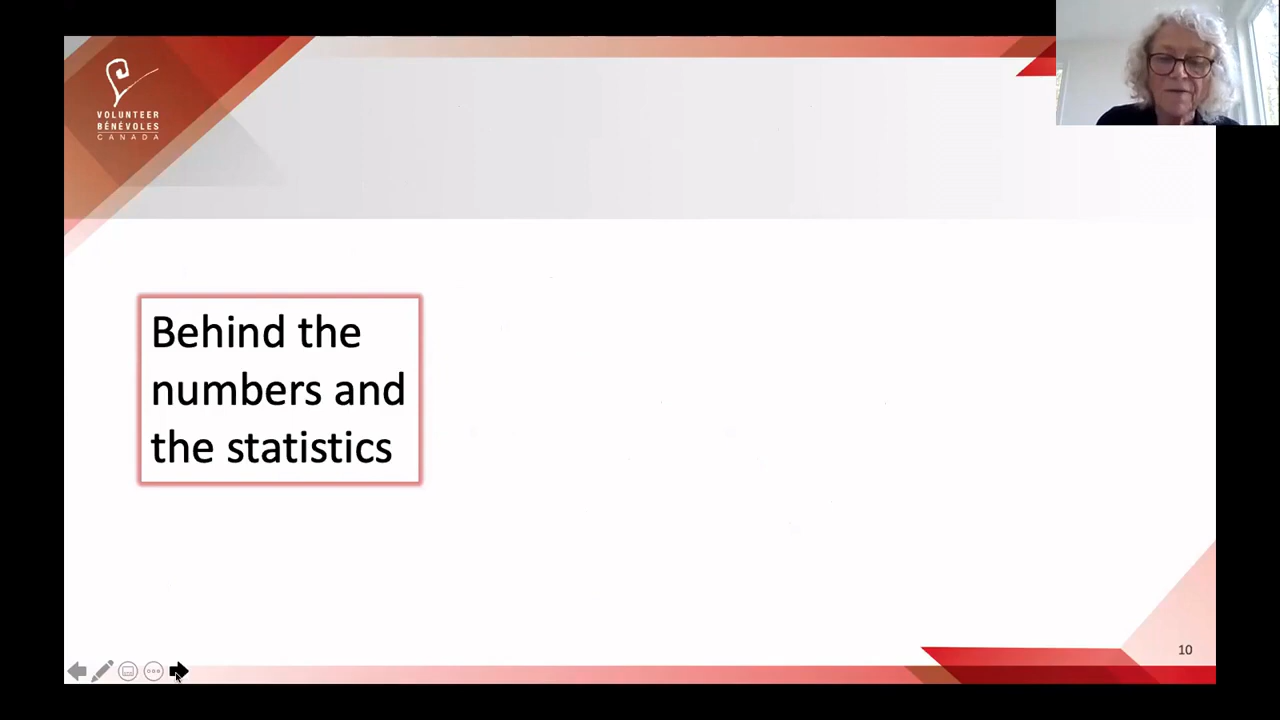 VOLUNTEER
BÉNÉVOLES
CANADA
Behind the
numbers and
the statistics
10